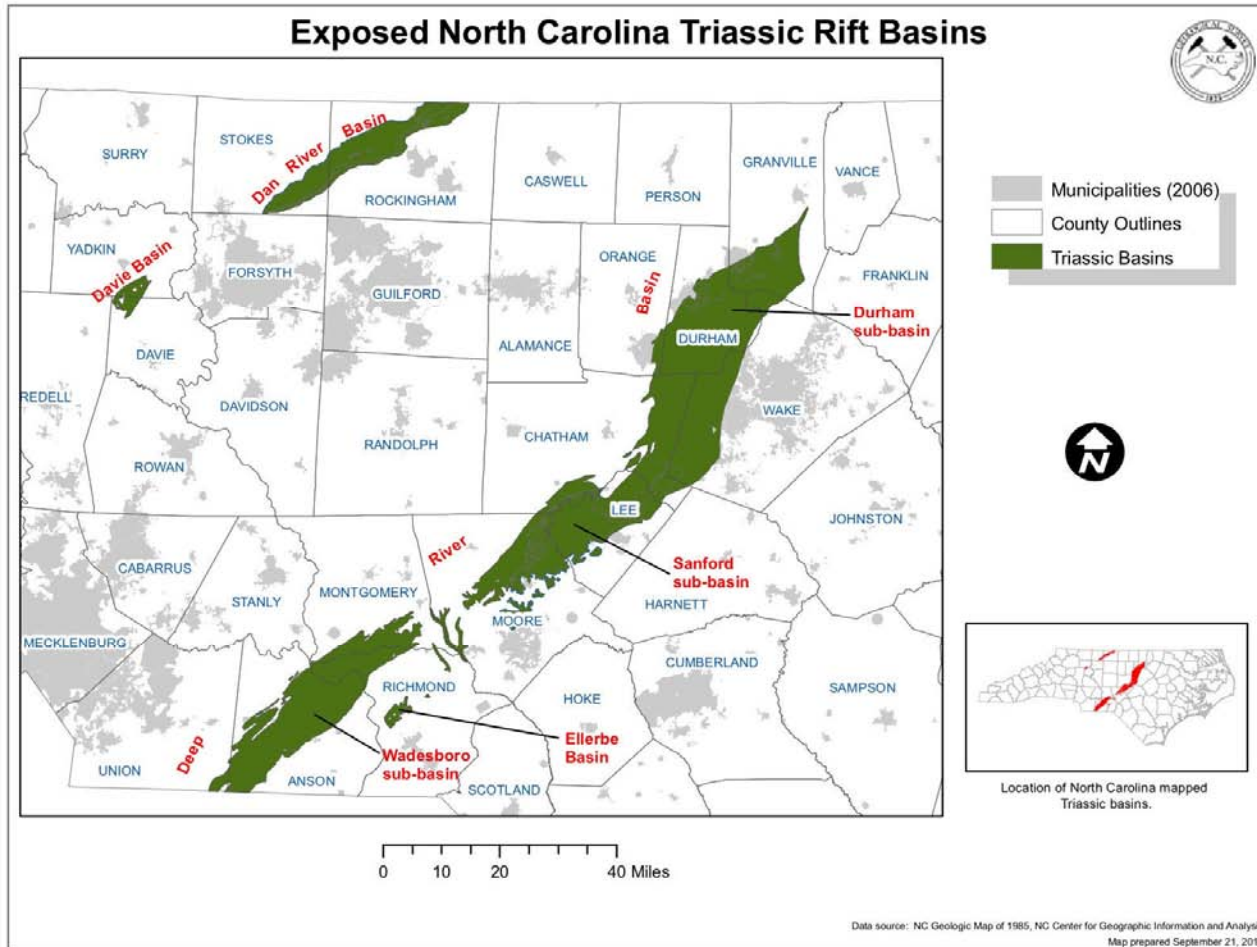 Exposed North Carolina Triassic Rift Basins
N.C.
Municipalities (2006)
County Outlines
Triassic Basins
SURRY
STOKES
Dan River Basin
ROCKINGHAM
CASWELL
PERSON
GRANVILLE
VANCE
YADKIN
Davie Basin
FORSYTH
GUILFORD
ORANGE
Basin
FRANKLIN
ALAMANCE
DURHAM
Durham
sub-basin
DAVIE
REDELL
DAVIDSON
RANDOLPH
CHATHAM
WAKE
ROWAN
LEE
JOHNSTON
River
Sanford
sub-basin
CABARRUS
STANLY
MONTGOMERY
MOORE
HARNETT
MECKLENBURG
RICHMOND
HOKE
CUMBERLAND
SAMPSON
Deep
Wadesboro
sub-basin
Ellerbe
Basin
UNION
ANSON
SCOTLAND
Location of North Carolina mapped
Triassic basins.
0 10 20 40 Miles
Data source: NC Geologic Map of 1985, NC Center for Geographic Information and Analysi
Map prepared September 21, 201